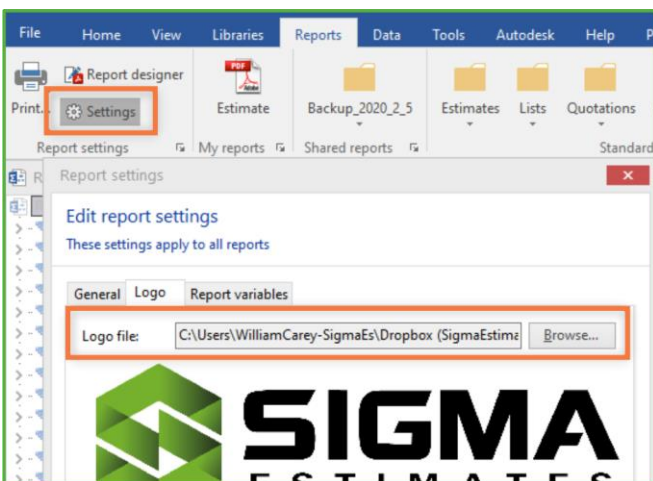 File Home View Libraries Reports Data Tools Autodesk Help
Report designer
Print... Settings Estimate Backup_2020_2_5 Estimates Lists Quotations
Report settings My reports Shared reports Standard
Report settings
Edit report settings
These settings apply to all reports
General Logo Report variables
Logo file: C:\Users\WilliamCarey-SigmaEs\Dropbox (SigmaEstima Browse...
SIGMA
ESTIMATES